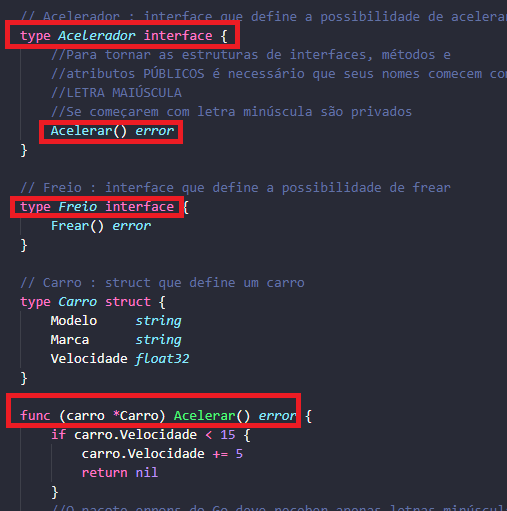 // Acelerador : interface que define a possibilidade de acelerar
type Acelerador interface {
//Para tornar as estruturas de interfaces, métodos e
//atributos PÚBLICOS é necessário que seus nomes comecem com
//LETRA MAIÚSCULA
//Se começarem com letra minúscula são privados
Acelerar() error
}
// Freio : interface que define a possibilidade de frear
type Freio interface {
Frear() error
}
// Carro : struct que define um carro
type Carro struct {
Modelo string
Marca string
Velocidade float32
}
func (carro *Carro) Acelerar() error {
if carro.Velocidade < 15 {
carro.Velocidade += 5
return nil
}
//O pacote errors do Go deve receber apenas letras minúscul